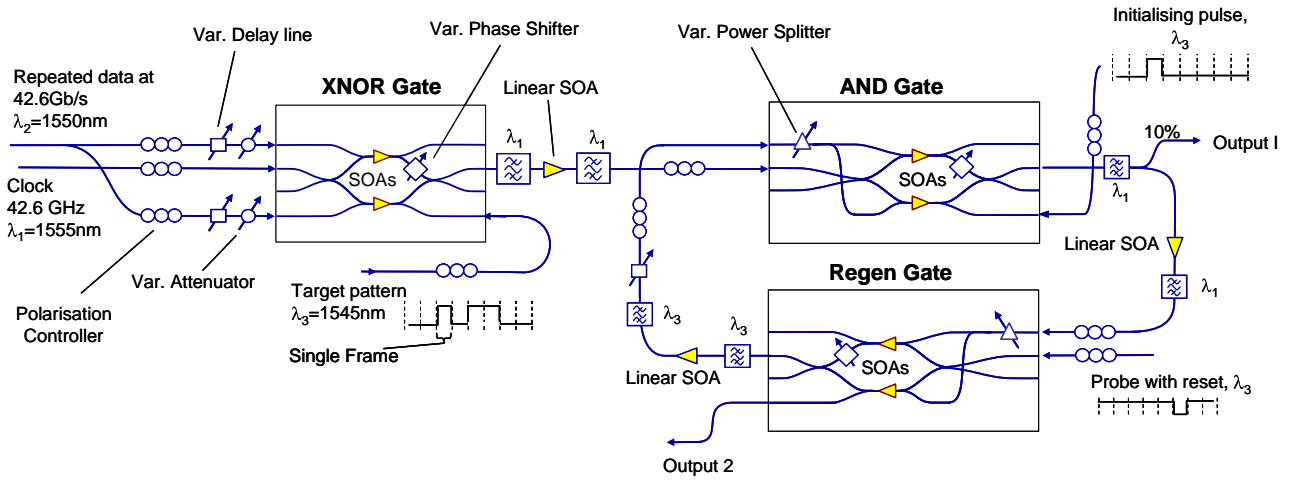 Var. Delay line
Var. Phase Shifter
Var. Power Splitter
Initialising pulse,
λ3
Repeated data at
42.6Gb/s
λ2=1550nm
XNOR Gate
Linear SOA
AND Gate
λ1
λ1
10%
Output I
SOAs
SOAs
Clock
42.6 GHz
λ1=1555nm
λ1
Linear SOA
Var. Attenuator
Regen Gate
Polarisation
Controller
Target pattern
λ3=1545nm
Single Frame
λ3
λ3
λ1
Linear SOA
SOAs
Probe with reset, λ3
Output 2